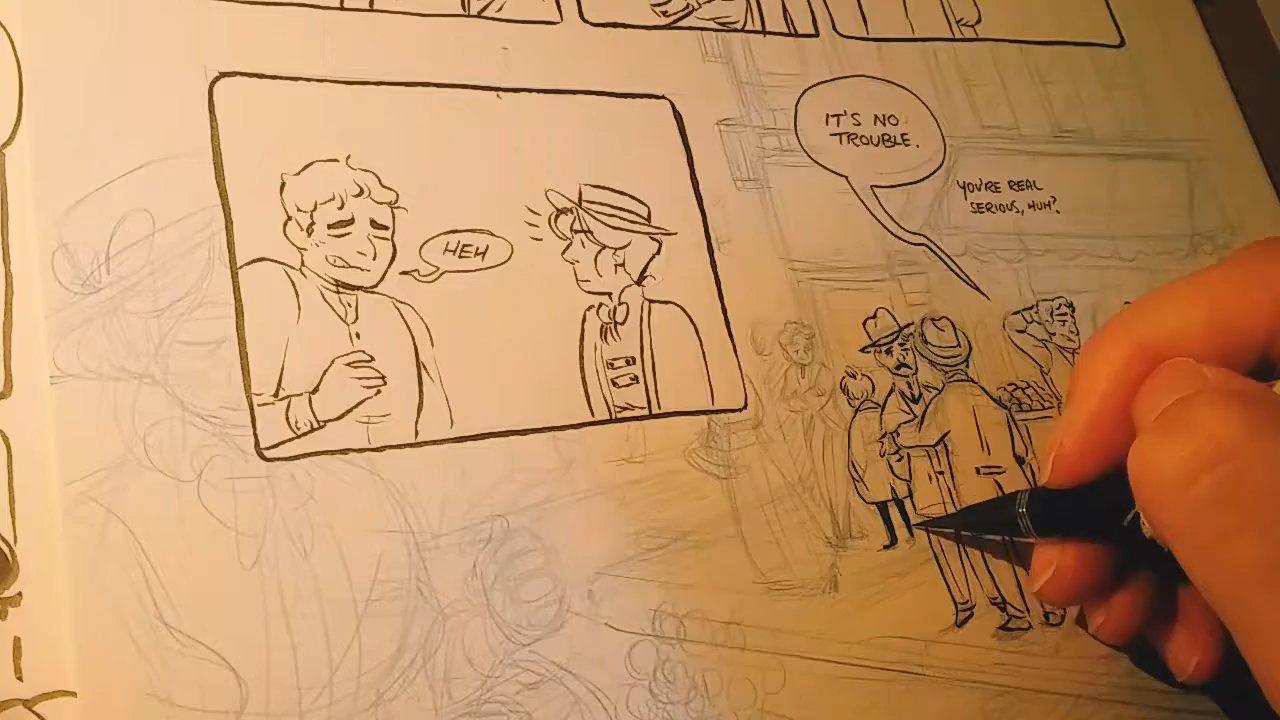 HEH
IT'S NO
TROUBLE.
YOU'RE REAL
SERIOUS, HUH?